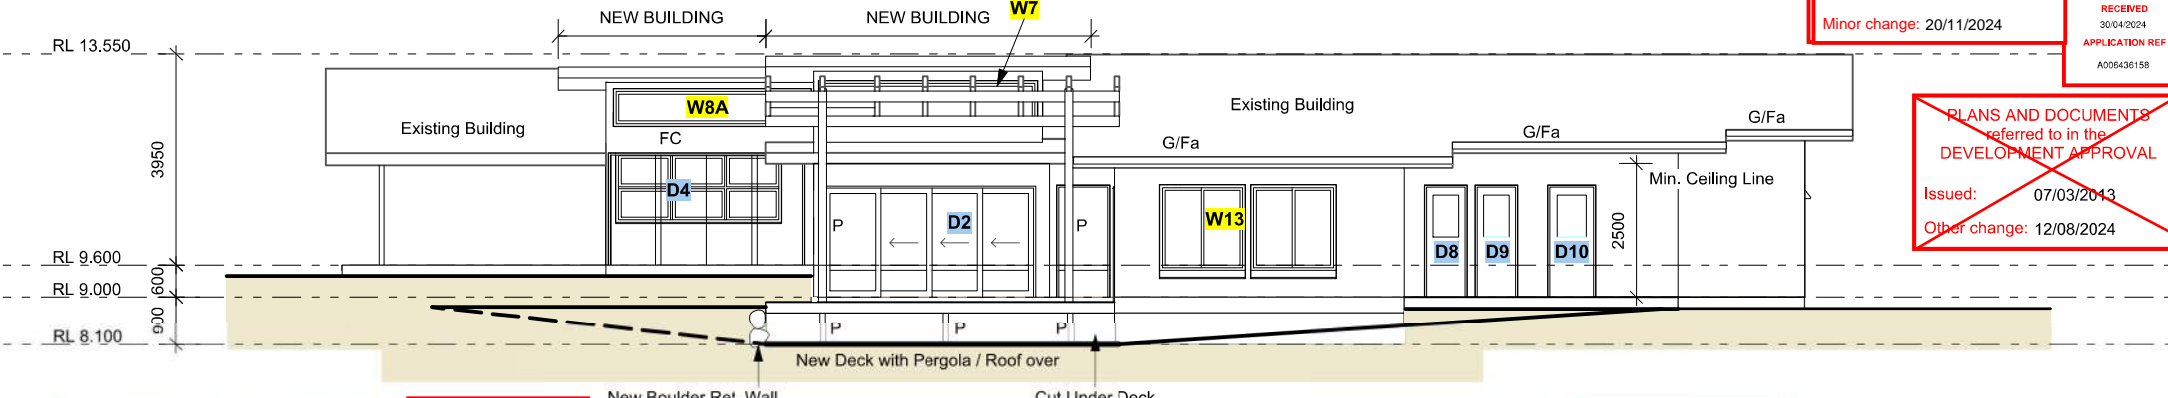 NEW BUILDING
NEW BUILDING
W7
Minor change: 20/11/2024
RECEIVED
30/04/2024
APPLICATION REF
A006436158
RL 13.550
W8A
Existing Building
Existing Building
FC
G/Fa
G/Fa
G/Fa
PLANS AND DOCUMENTS
referred to in the
DEVELOPMENT APPROVAL
Issued: 07/03/2013
Other change: 12/08/2024
3950
D4
Min. Ceiling Line
P
D2
P
W13
2500
D8
D9
D10
RL 9.600
600
RL 9.000
900
P
P
P
RL 8.100
New Deck with Pergola / Roof over
New Boulder Ret. Wall
Cut Under Deck